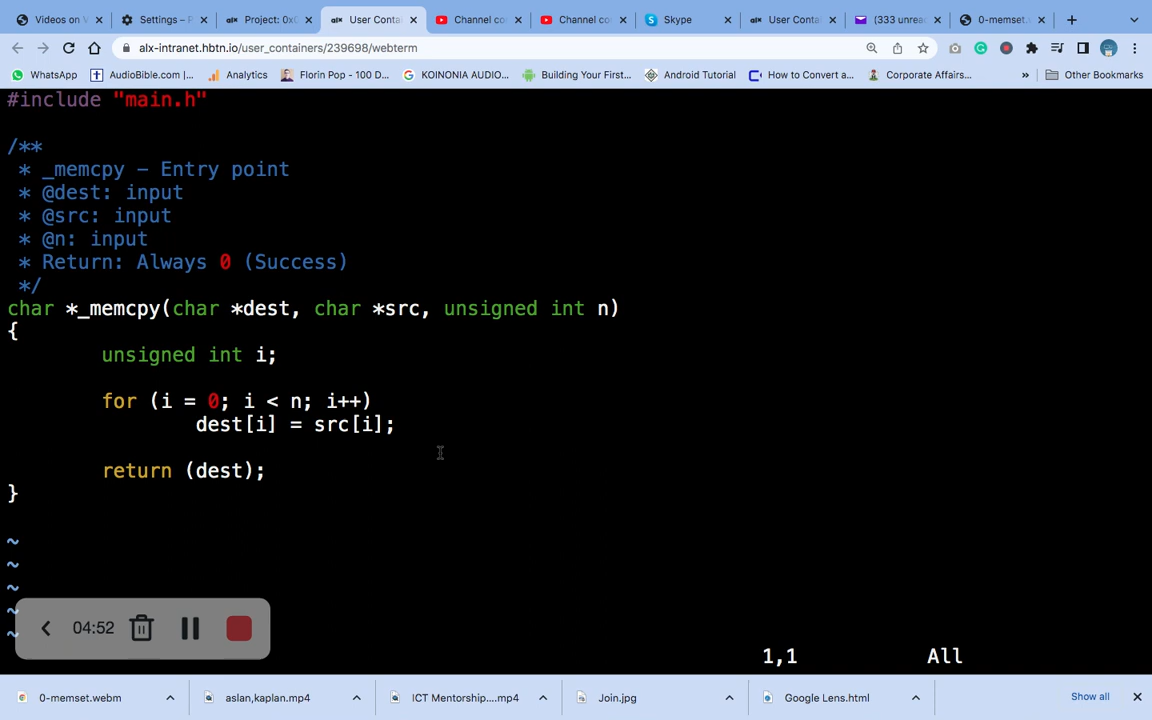 Videos on V
Settings – P
Project: 0x0
User Contai
Channel co
Channel co
Skype
User Contai
(333 unrea
0-memset.w
alx-intranet.hbtn.io/user_containers/239698/webterm
WhatsApp
AudioBible.com |...
Analytics
Florin Pop - 100 D...
KOINONIA AUDIO...
Building Your First...
Android Tutorial
How to Convert a...
Corporate Affairs...
»
Other Bookmarks
#include "main.h"
/**
* _memcpy – Entry point
* @dest: input
* @src: input
* @n: input
* Return: Always 0 (Success)
*/
char *_memcpy(char *dest, char *src, unsigned int n)
{
unsigned int i;
for (i = 0; i < n; i++)
dest[i] = src[i];
return (dest);
}
~
~
~
~
~
04:52
1,1 All
0-memset.webm
aslan,kaplan.mp4
ICT Mentorship....mp4
Join.jpg
Google Lens.html
Show all